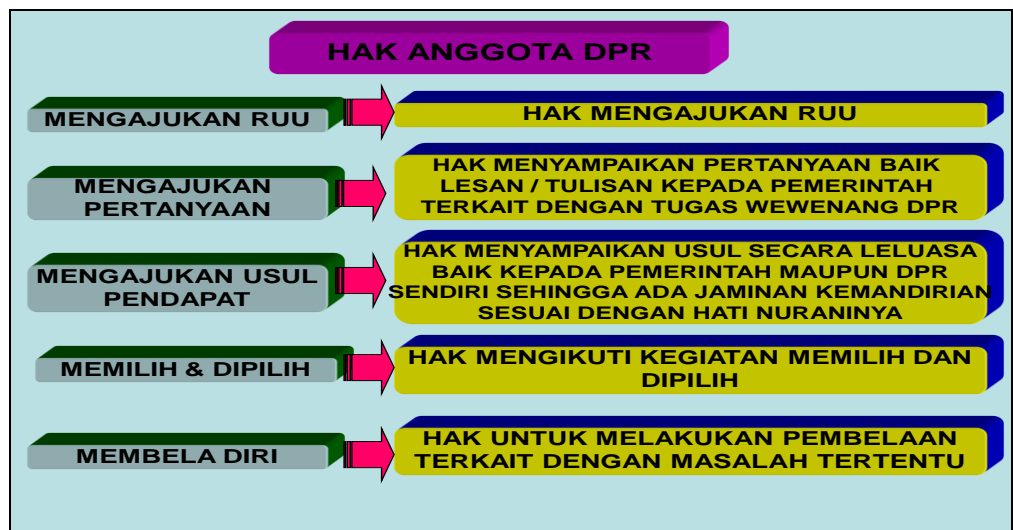 HAK ANGGOTA DPR
MENGAJUKAN RUU
HAK MENGAJUKAN RUU
MENGAJUKAN
PERTANYAAN
HAK MENYAMPAIKAN PERTANYAAN BAIK
LESAN / TULISAN KEPADA PEMERINTAH
TERKAIT DENGAN TUGAS WEWENANG DPR
MENGAJUKAN USUL
PENDAPAT
HAK MENYAMPAIKAN USUL SECARA LELUASA
BAIK KEPADA PEMERINTAH MAUPUN DPR
SENDIRI SEHINGGA ADA JAMINAN KEMANDIRIAN
SESUAI DENGAN HATI NURANINYA
MEMILIH & DIPILIH
HAK MENGIKUTI KEGIATAN MEMILIH DAN
DIPILIH
MEMBELA DIRI
HAK UNTUK MELAKUKAN PEMBELAAN
TERKAIT DENGAN MASALAH TERTENTU